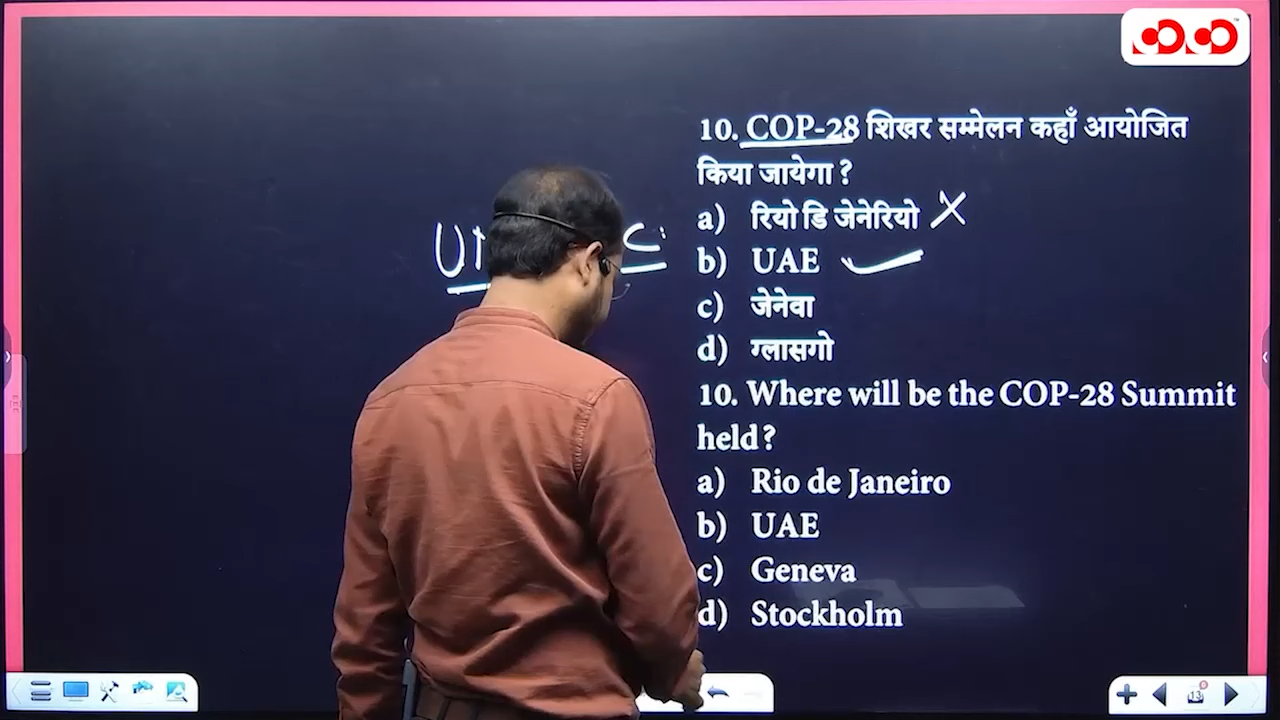 10. COP-28 शिखर सम्मेलन कहाँ आयोजित
किया जायेगा ?
a) रियो डि जेनेरियो
b) UAE
c) जेनेवा
d) ग्लासगो
10. Where will be the COP-28 Summit
held?
a) Rio de Janeiro
b) UAE
c) Geneva
d) Stockholm
13